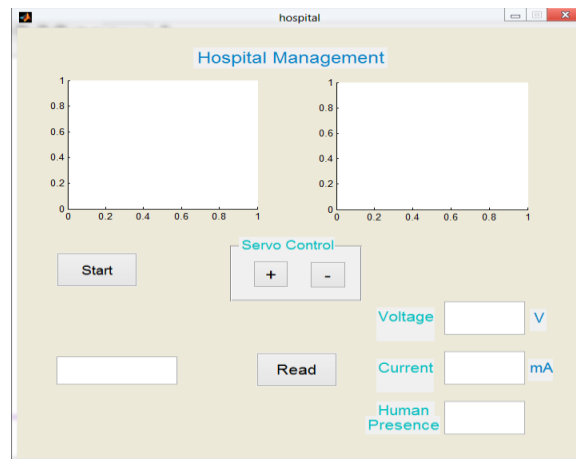 hospital
Hospital Management
1
0.8
0.6
0.4
0.2
0
0 0.2 0.4 0.6 0.8 1
1
0.8
0.6
0.4
0.2
0
0 0.2 0.4 0.6 0.8 1
Start
Servo Control
+ -
Voltage V
Read
Current mA
Human
Presence